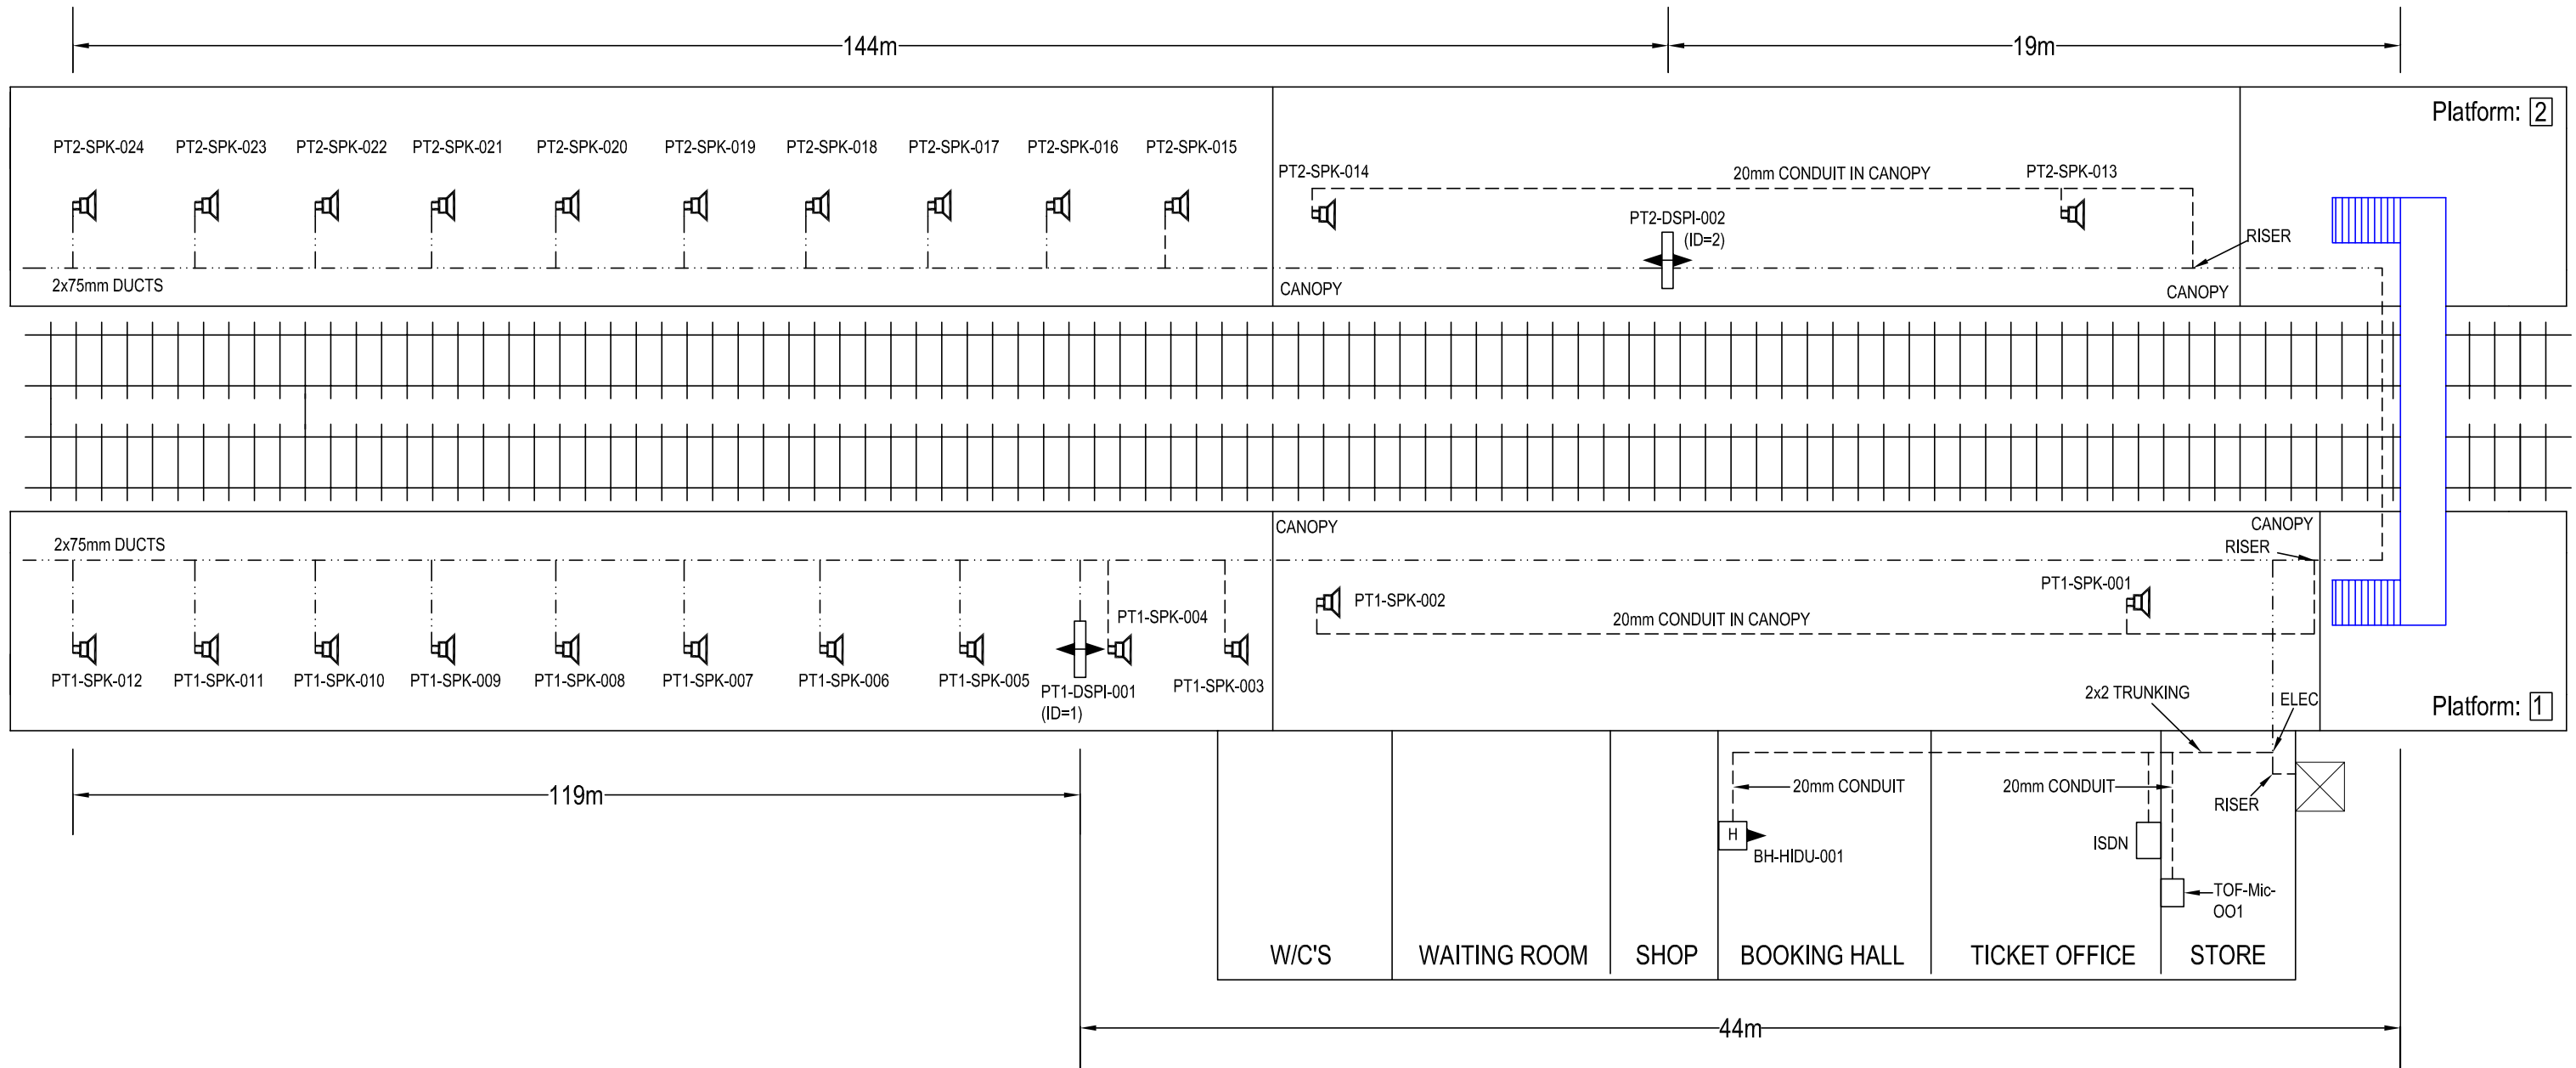 144m
19m
Platform: 2
PT2-SPK-024 PT2-SPK-023 PT2-SPK-022 PT2-SPK-021 PT2-SPK-020 PT2-SPK-019 PT2-SPK-018 PT2-SPK-017 PT2-SPK-016 PT2-SPK-015
PT2-SPK-014
20mm CONDUIT IN CANOPY
PT2-SPK-013
PT2-DSPI-002
(ID=2)
RISER
2x75mm DUCTS
CANOPY
CANOPY
CANOPY
CANOPY
2x75mm DUCTS
RISER
PT1-SPK-001
PT1-SPK-002
PT1-SPK-004
20mm CONDUIT IN CANOPY
PT1-SPK-012 PT1-SPK-011 PT1-SPK-010 PT1-SPK-009 PT1-SPK-008 PT1-SPK-007 PT1-SPK-006 PT1-SPK-005
PT1-DSPI-001
(ID=1)
PT1-SPK-003
2x2 TRUNKING
ELEC
Platform: 1
119m
20mm CONDUIT
20mm CONDUIT
RISER
H
BH-HIDU-001
ISDN
TOF-Mic-
OO1
W/C'S
WAITING ROOM
SHOP
BOOKING HALL
TICKET OFFICE
STORE
44m